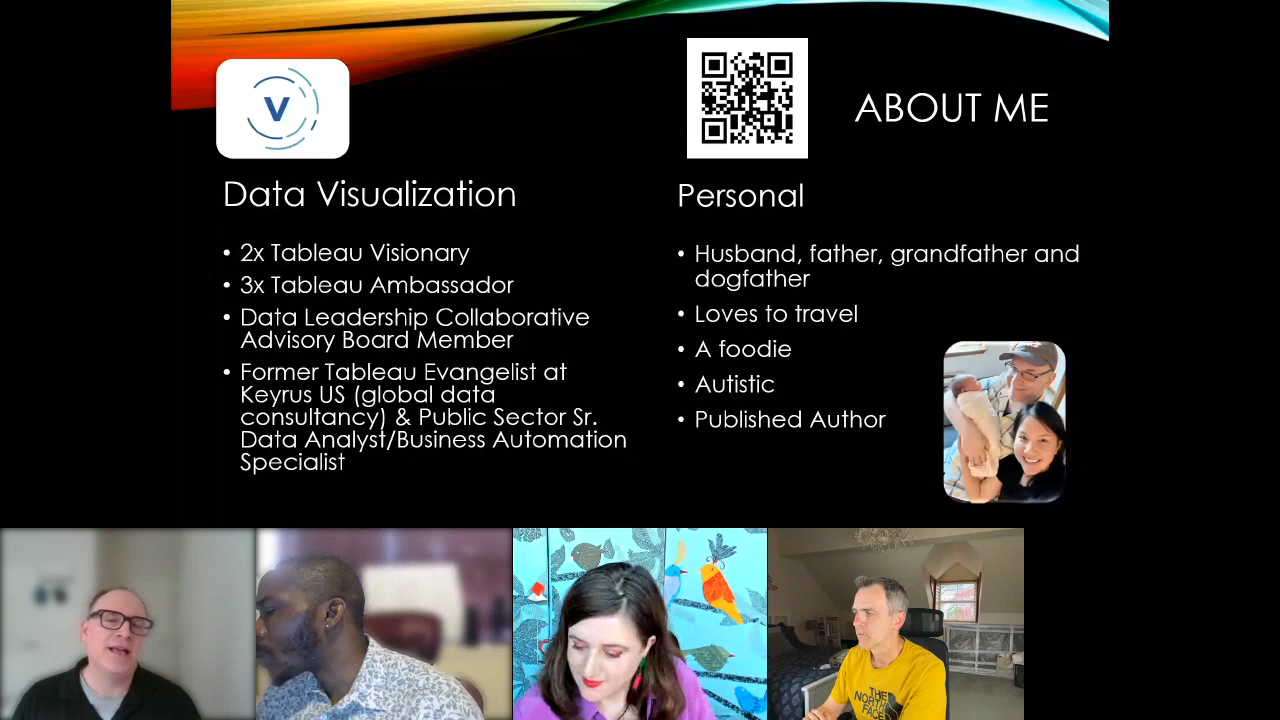 V
ABOUT ME
Data Visualization
• 2x Tableau Visionary
• 3x Tableau Ambassador
• Data Leadership Collaborative
Advisory Board Member
• Former Tableau Evangelist at
Keyrus US (global data
consultancy) & Public Sector Sr.
Data Analyst/Business Automation
Specialist
Personal
• Husband, father, grandfather and
dogfather
• Loves to travel
• A foodie
• Autistic
• Published Author
THE
NORTH
FACE